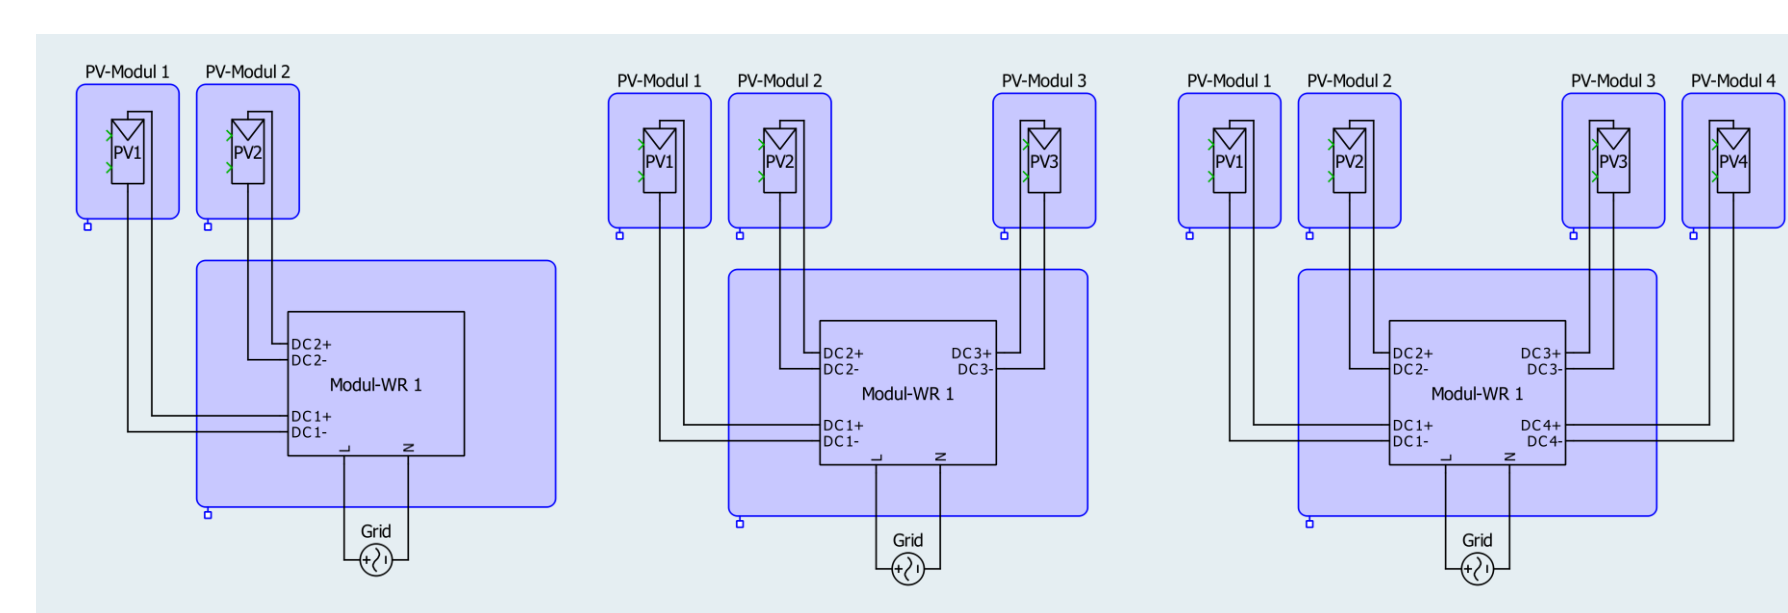 PV-Modul 1
PV-Modul 2
PV1
PV2
DC2+
DC2-
Modul-WR 1
DC1+
DC1-
L
N
Grid
PV-Modul 1
PV-Modul 2
PV-Modul 3
PV1
PV2
PV3
DC2+
DC3+
DC2-
DC3-
Modul-WR 1
DC1+
DC1-
L
N
Grid
PV-Modul 1
PV-Modul 2
PV-Modul 3
PV-Modul 4
PV1
PV2
PV3
PV4
DC2+
DC3+
DC2-
DC3-
Modul-WR 1
DC1+
DC4+
DC1-
DC4-
L
N
Grid